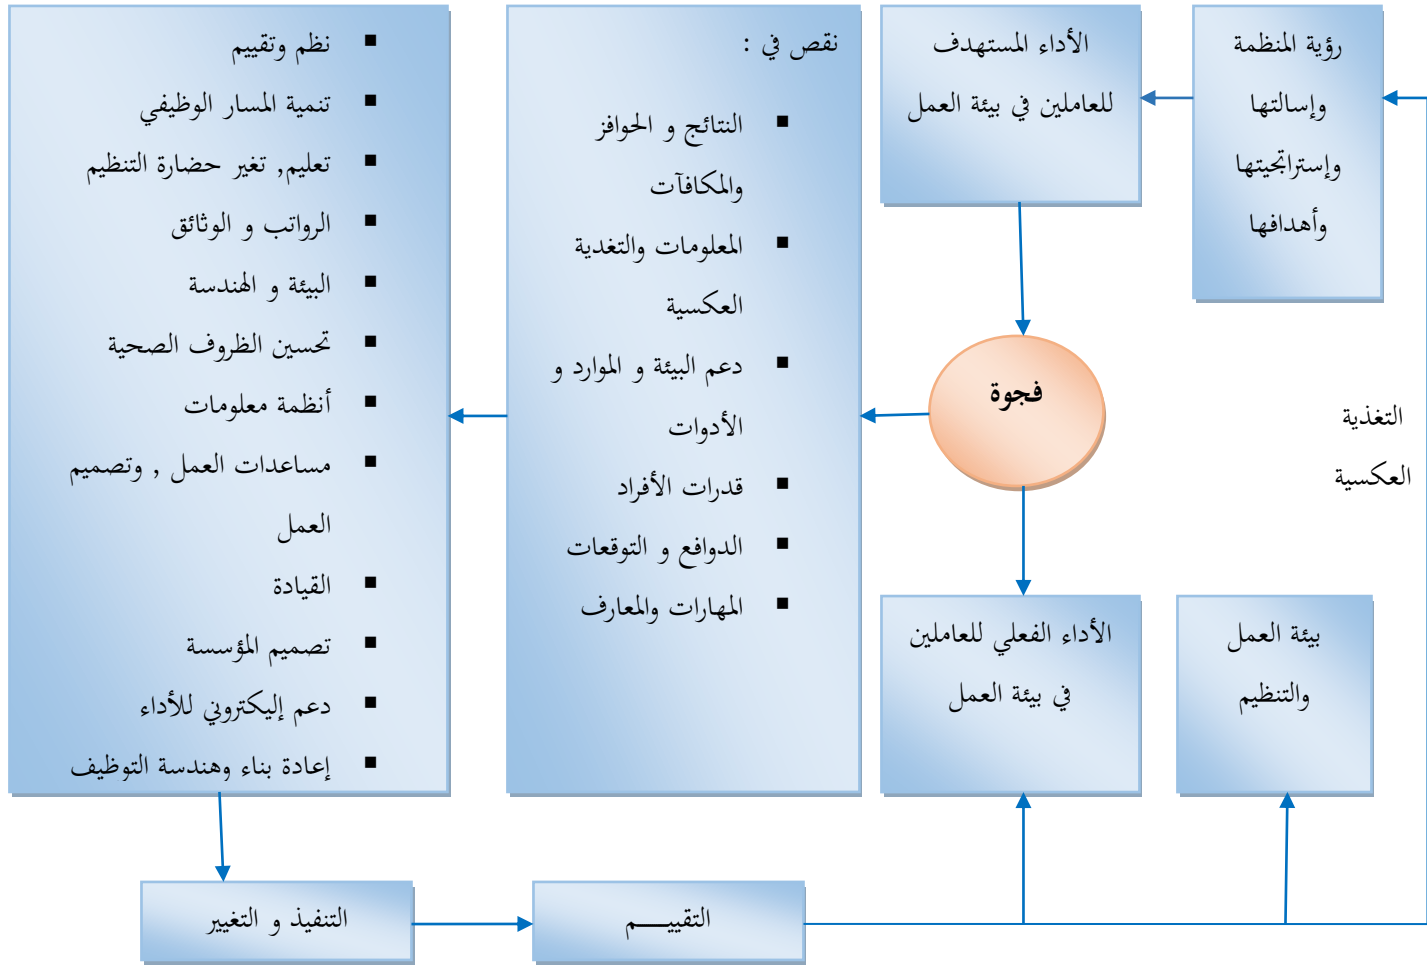 رؤية المنظمة
وإسالتها
وإستراتجيتها
وأهدافها
الأداء المستهدف
للعاملين في بيئة العمل
فجوة
التغذية
العكسية
الأداء الفعلي للعاملين
في بيئة العمل
بيئة العمل
والتنظيم
نقص في :
▪ النتائج و الحوافز
والمكافآت
▪ المعلومات والتغدية
العكسية
▪ دعم البيئة و الموارد و
الأدوات
▪ قدرات الأفراد
▪ الدوافع و التوقعات
▪ المهارات والمعارف
▪ نظم وتقييم
▪ تنمية المسار الوظيفي
▪ تعليم, تغير حضارة التنظيم
▪ الرواتب و الوثائق
▪ البيئة و الهندسة
▪ تحسين الظروف الصحية
▪ أنظمة معلومات
▪ مساعدات العمل , وتصميم
العمل
▪ القيادة
▪ تصميم المؤسسة
▪ دعم إليكتروني للأداء
▪ إعادة بناء وهندسة التوظيف
التنفيذ و التغيير
التقييـــــم